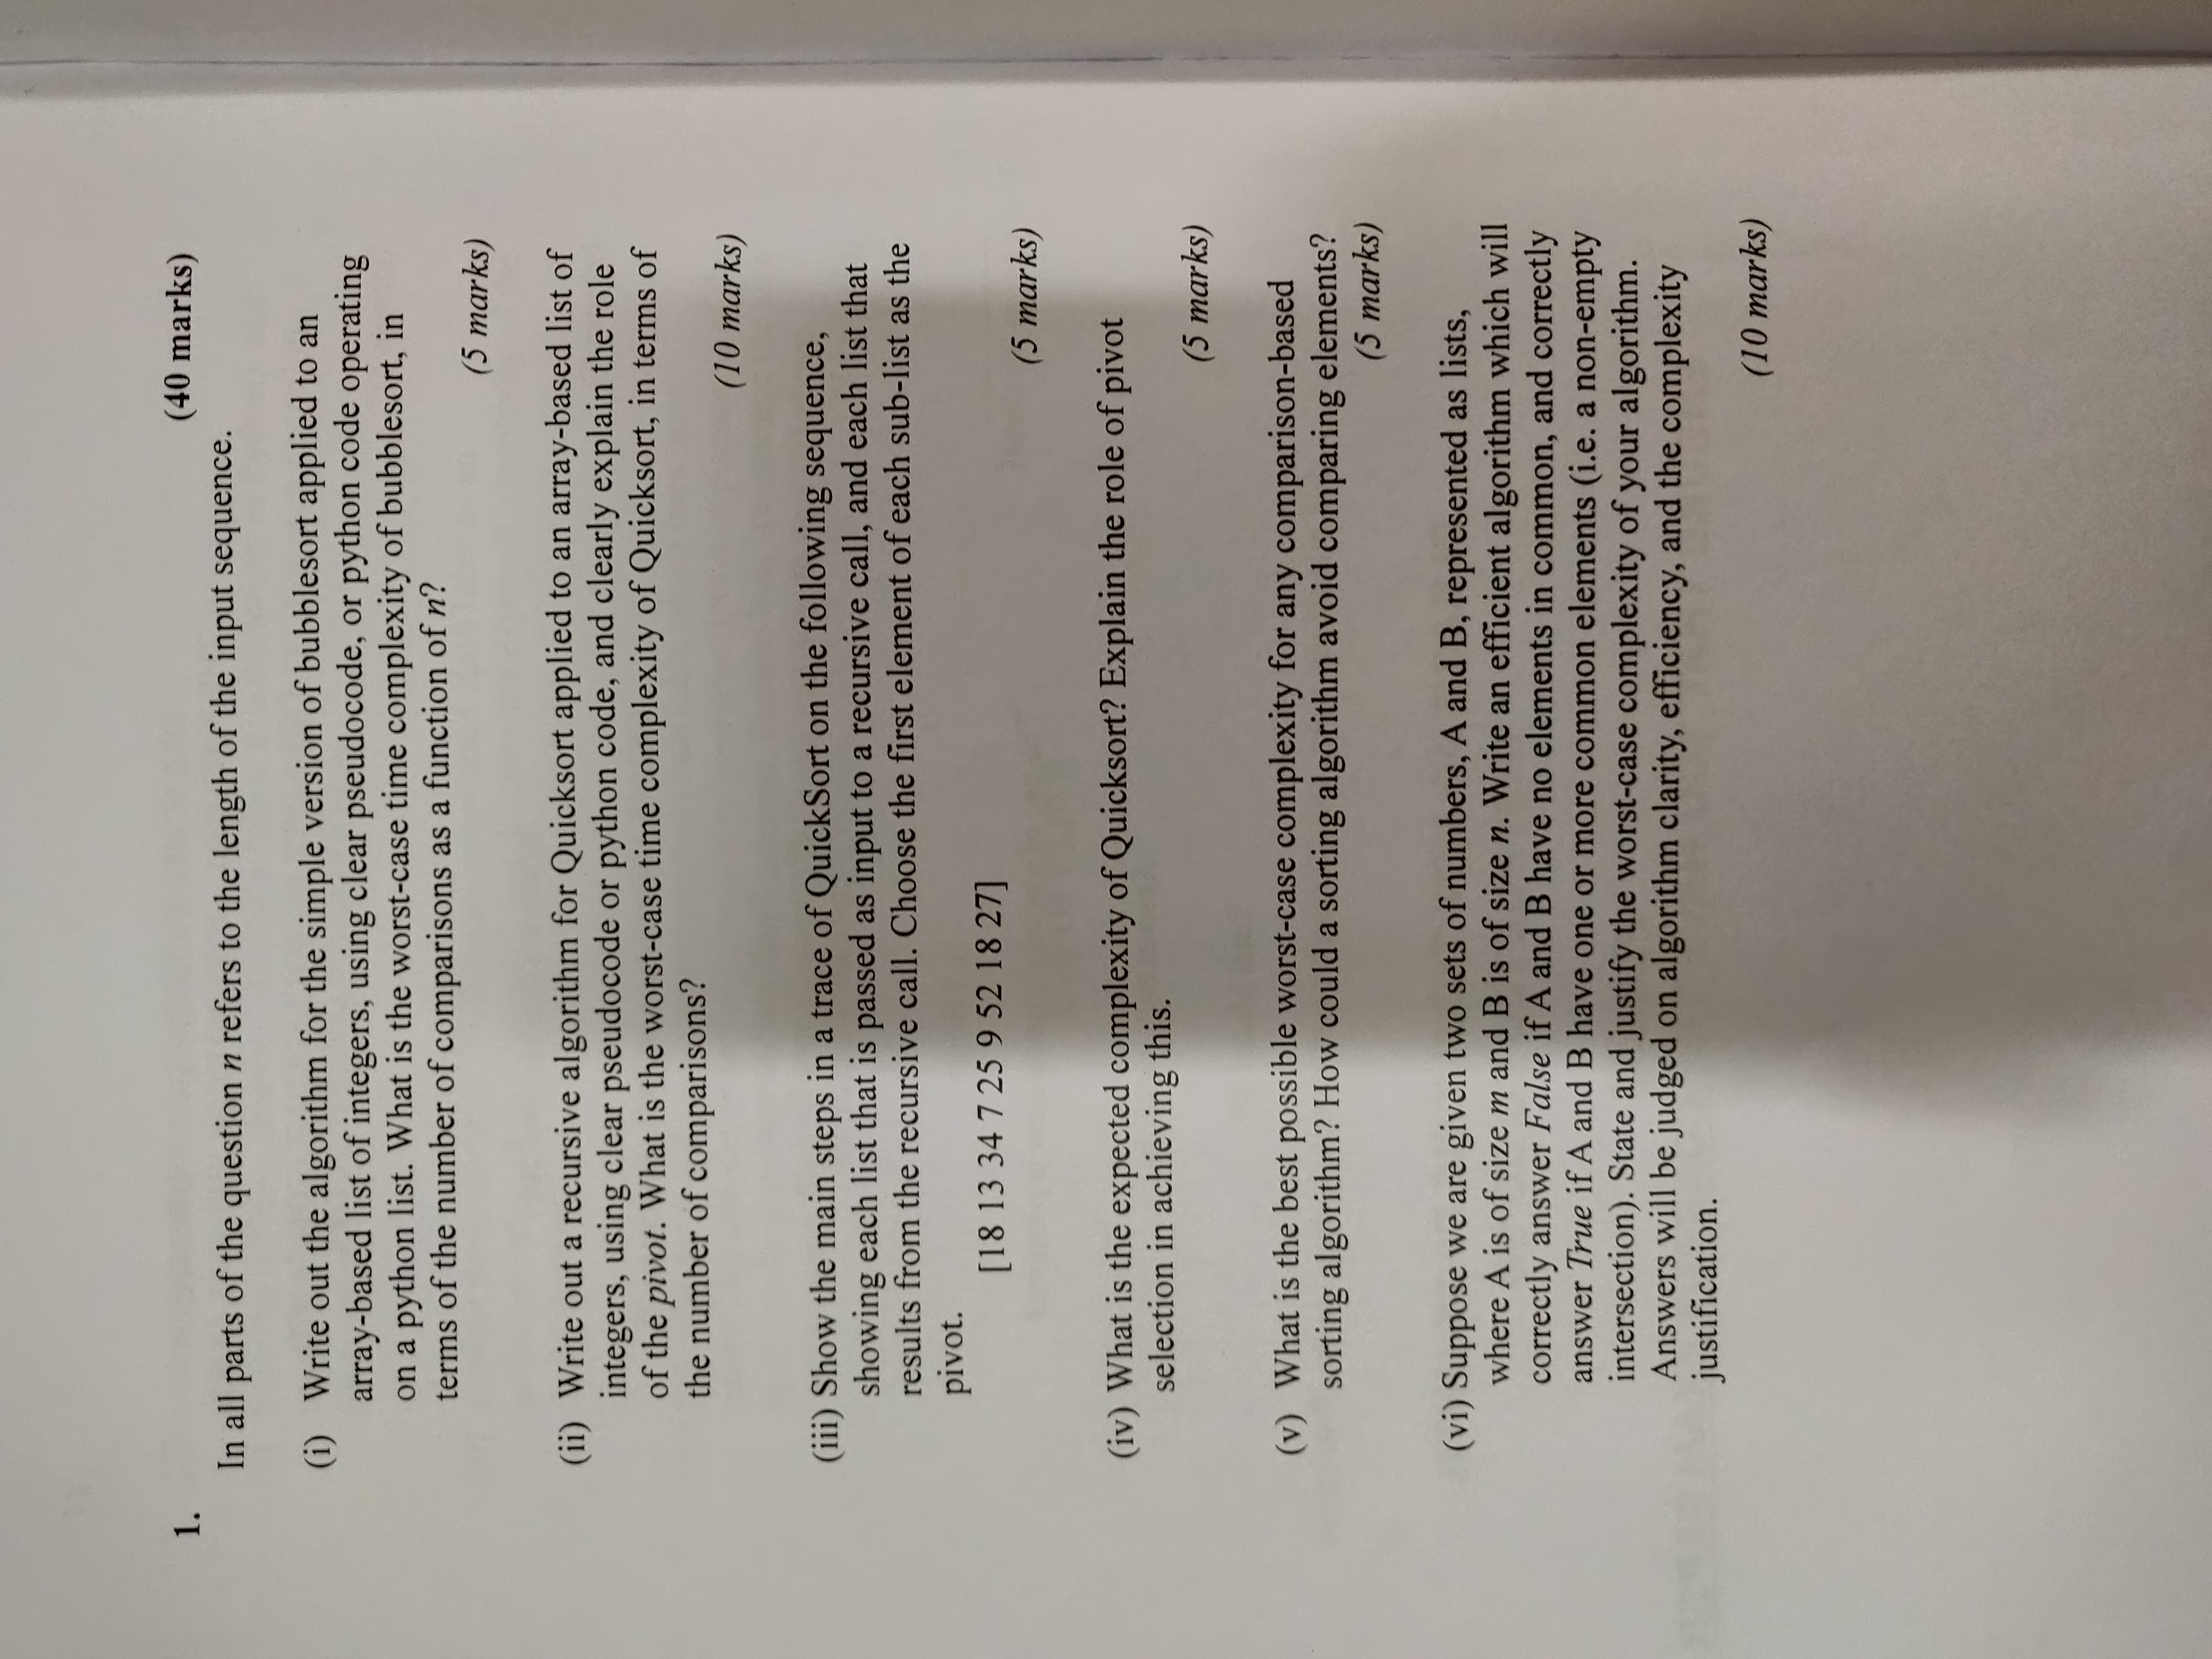 1.
(40 marks)
In all parts of the question n refers to the length of the input sequence.
(i) Write out the algorithm for the simple version of bubblesort applied to an
array-based list of integers, using clear pseudocode, or python code operating
on a python list. What is the worst-case time complexity of bubblesort, in
terms of the number of comparisons as a function of n?
(5 marks)
(ii) Write out a recursive algorithm for Quicksort applied to an array-based list of
integers, using clear pseudocode or python code, and clearly explain the role
of the pivot. What is the worst-case time complexity of Quicksort, in terms of
the number of comparisons?
(10 marks)
(iii) Show the main steps in a trace of QuickSort on the following sequence,
showing each list that is passed as input to a recursive call, and each list that
results from the recursive call. Choose the first element of each sub-list as the
pivot.
[18 13 34 7 25 9 52 18 27]
(5 marks)
(iv) What is the expected complexity of Quicksort? Explain the role of pivot
selection in achieving this.
(5 marks)
(v) What is the best possible worst-case complexity for any comparison-based
sorting algorithm? How could a sorting algorithm avoid comparing elements?
(5 marks)
(vi) Suppose we are given two sets of numbers, A and B, represented as lists,
where A is of size m and B is of size n. Write an efficient algorithm which will
correctly answer False if A and B have no elements in common, and correctly
answer True if A and B have one or more common elements (i.e. a non-empty
intersection). State and justify the worst-case complexity of your algorithm.
Answers will be judged on algorithm clarity, efficiency, and the complexity
justification.
(10 marks)